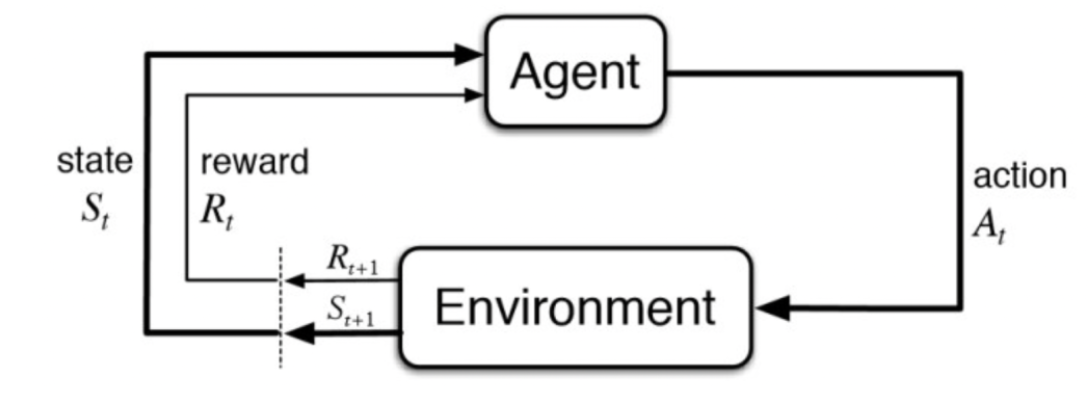 Agent
state
S_t
reward
R_t
action
A_t
R_{t+1}
S_{t+1}
Environment